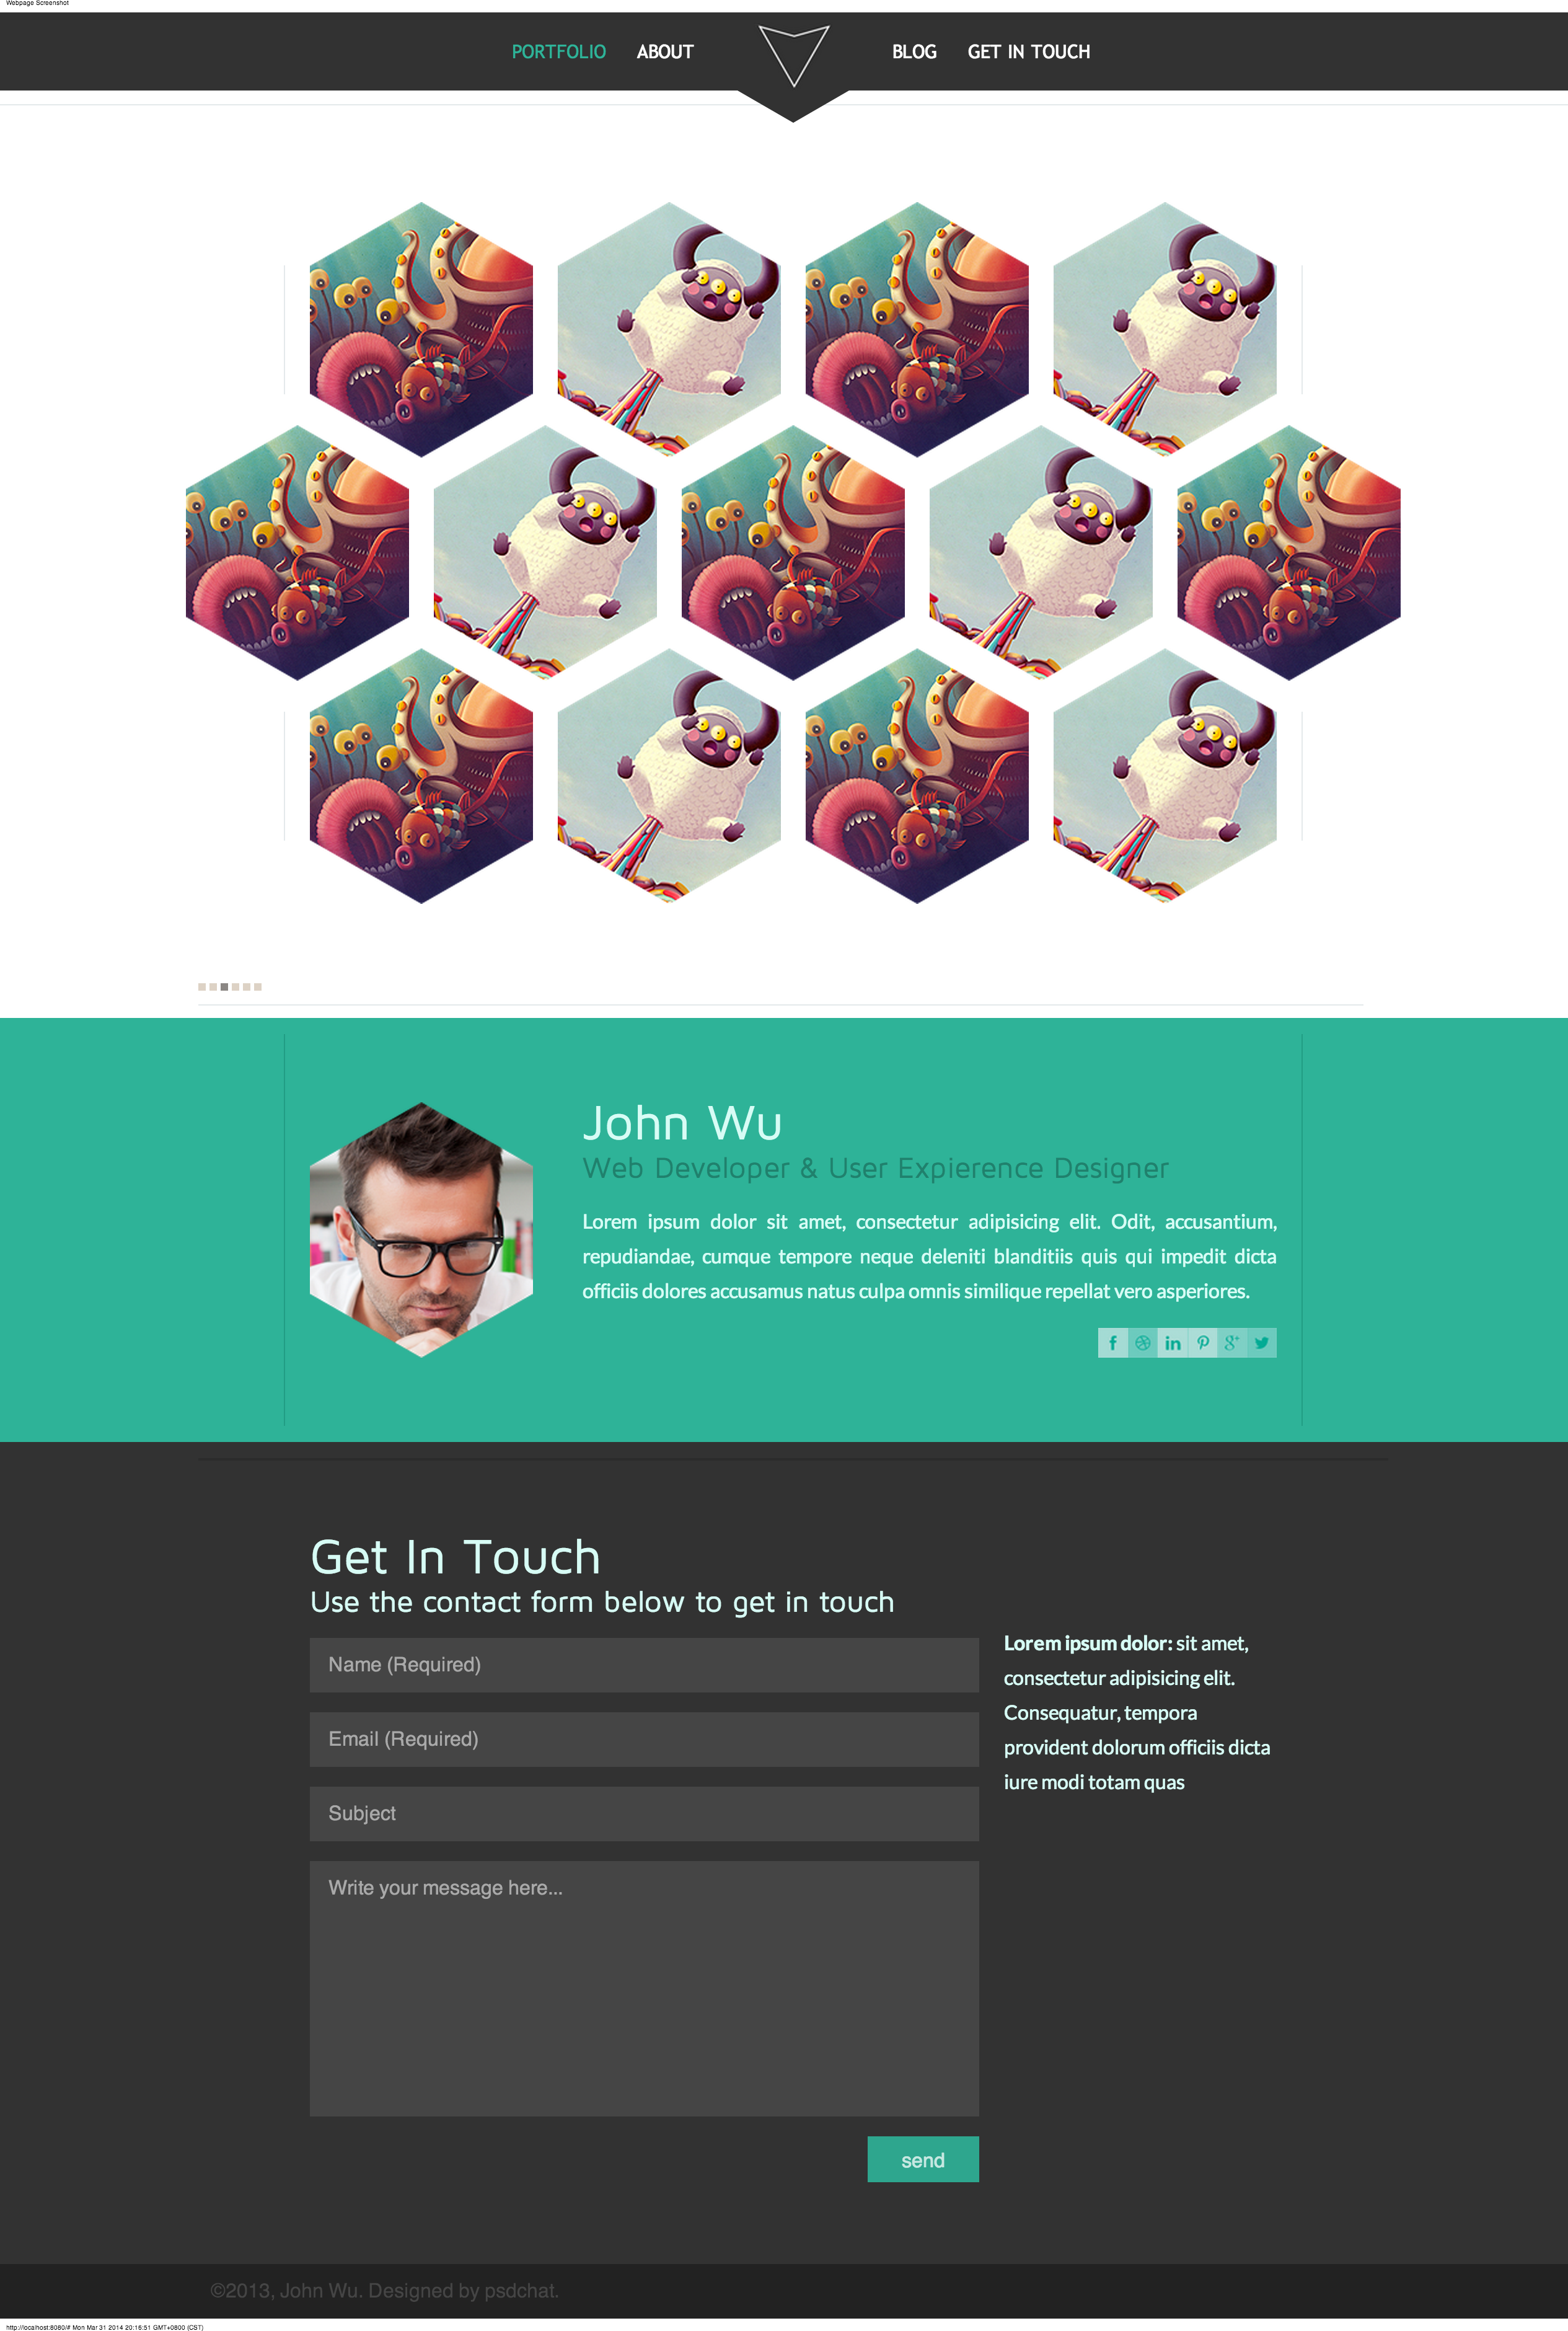 Webpage Screenshot
PORTFOLIO ABOUT BLOG GET IN TOUCH
John Wu
Web Developer & User Expierence Designer
Lorem ipsum dolor sit amet, consectetur adipisicing elit. Odit, accusantium,
repudiandae, cumque tempore neque deleniti blanditiis quis qui impedit dicta
officiis dolores accusamus natus culpa omnis similique repellat vero asperiores.
Get In Touch
Use the contact form below to get in touch
Name (Required)
Email (Required)
Subject
Write your message here...
send
Lorem ipsum dolor: sit amet,
consectetur adipisicing elit.
Consequatur, tempora
provident dolorum officiis dicta
iure modi totam quas
©2013, John Wu. Designed by psdchat.
http://localhost:8080/# Mon Mar 31 2014 20:16:51 GMT+0800 (CST)